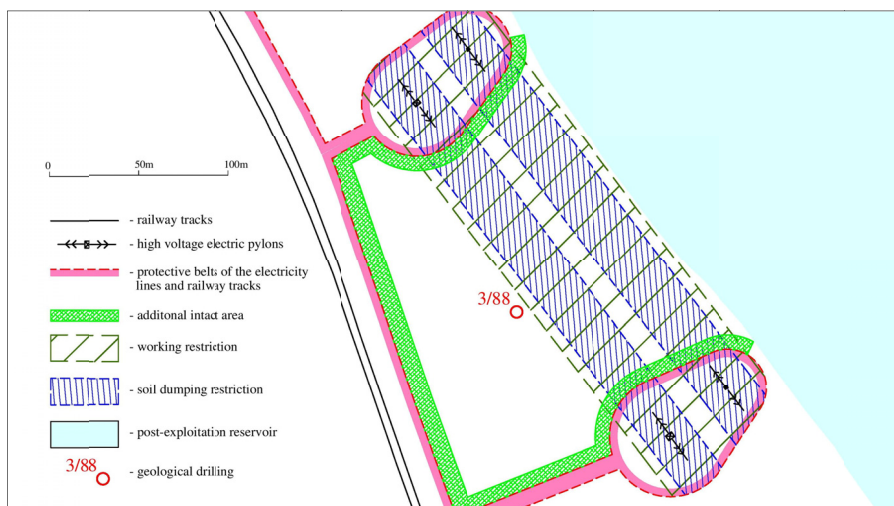 0 50m 100m
- railway tracks
- high voltage electric pylons
- protective belts of the electricity
lines and railway tracks
- additonal intact area
- working restriction
- soil dumping restriction
- post-exploitation reservoir
3/88 - geological drilling
3/88